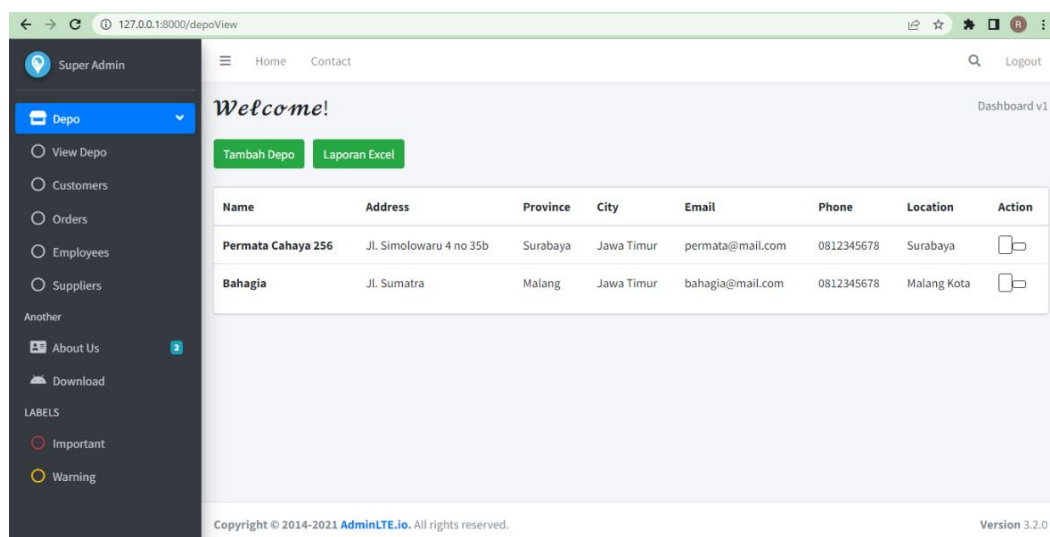 127.0.0.1:8000/depoView
R
Super Admin
Home Contact
Logout
Depo
View Depo
Customers
Orders
Employees
Suppliers
Another
About Us 2
Download
LABELS
Important
Warning
Welcome!
Dashboard v1
Tambah Depo Laporan Excel
Name Address Province City Email Phone Location Action
Permata Cahaya 256 Jl. Simolowaru 4 no 35b Surabaya Jawa Timur permata@mail.com 0812345678 Surabaya
Bahagia Jl. Sumatra Malang Jawa Timur bahagia@mail.com 0812345678 Malang Kota
Copyright © 2014-2021 AdminLTE.io. All rights reserved.
Version 3.2.0